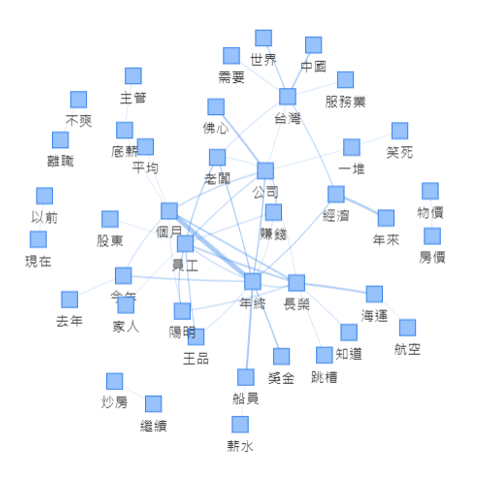 世界
中國
需要
主管
服務業
不爽
佛心
台灣
底薪
笑死
離職
平均
一堆
老闆
公司
以前
物價
經濟
個月
賺錢
年來
股東
房價
現在
員工
今年
年終
長榮
海運
去年
家人
陽明
航空
知道
王品
獎金
跳槽
船員
炒房
繼續
薪水